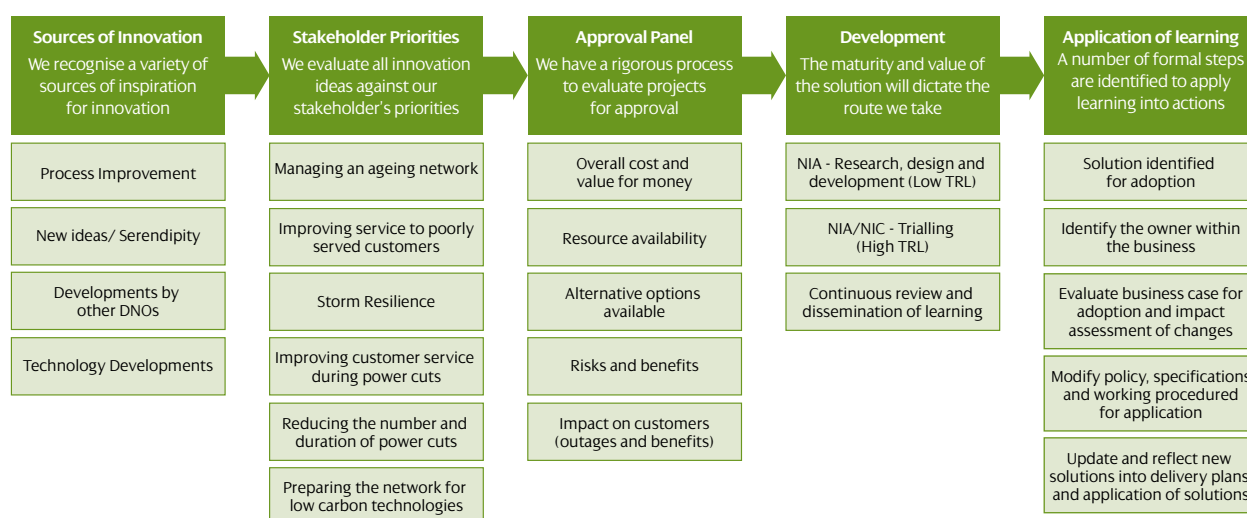 Sources of Innovation
We recognise a variety of
sources of inspiration
for innovation
Process Improvement
New ideas/ Serendipity
Developments by
other DNOs
Technology Developments
Stakeholder Priorities
We evaluate all innovation
ideas against our
stakeholder's priorities
Managing an ageing network
Improving service to poorly
served customers
Storm Resilience
Improving customer service
during power cuts
Reducing the number and
duration of power cuts
Preparing the network for
low carbon technologies
Approval Panel
We have a rigorous process
to evaluate projects
for approval
Overall cost and
value for money
Resource availability
Alternative options
available
Risks and benefits
Impact on customers
(outages and benefits)
Development
The maturity and value of
the solution will dictate the
route we take
NIA - Research, design and
development (Low TRL)
NIA/NIC - Trialling
(High TRL)
Continuous review and
dissemination of learning
Application of learning
A number of formal steps
are identified to apply
learning into actions
Solution identified
for adoption
Identify the owner within
the business
Evaluate business case for
adoption and impact
assessment of changes
Modify policy, specifications
and working procedured
for application
Update and reflect new
solutions into delivery plans
and application of solutions